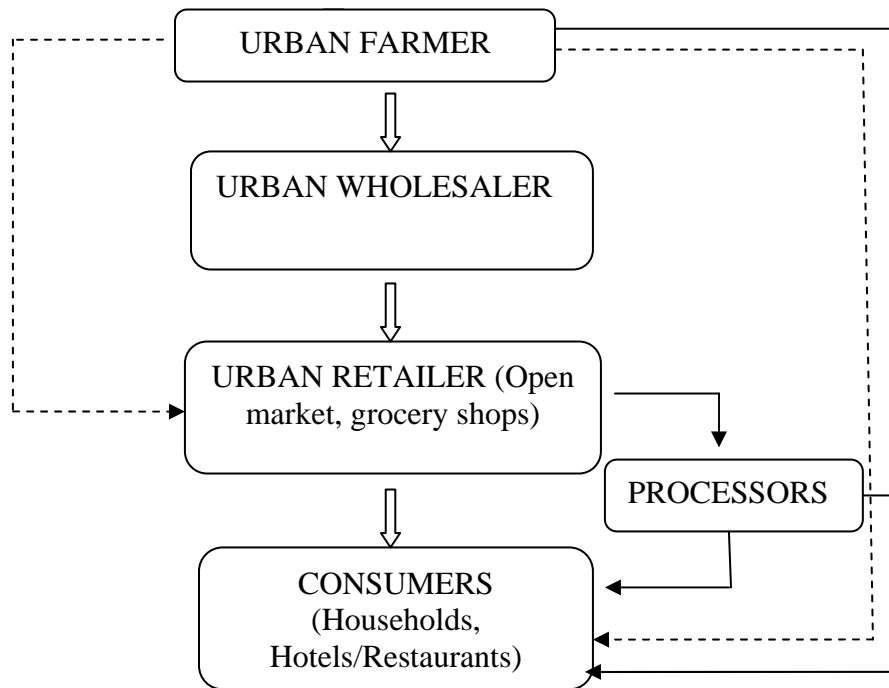 URBAN FARMER
URBAN WHOLESALER
URBAN RETAILER (Open
market, grocery shops)
PROCESSORS
CONSUMERS
(Households,
Hotels/Restaurants)